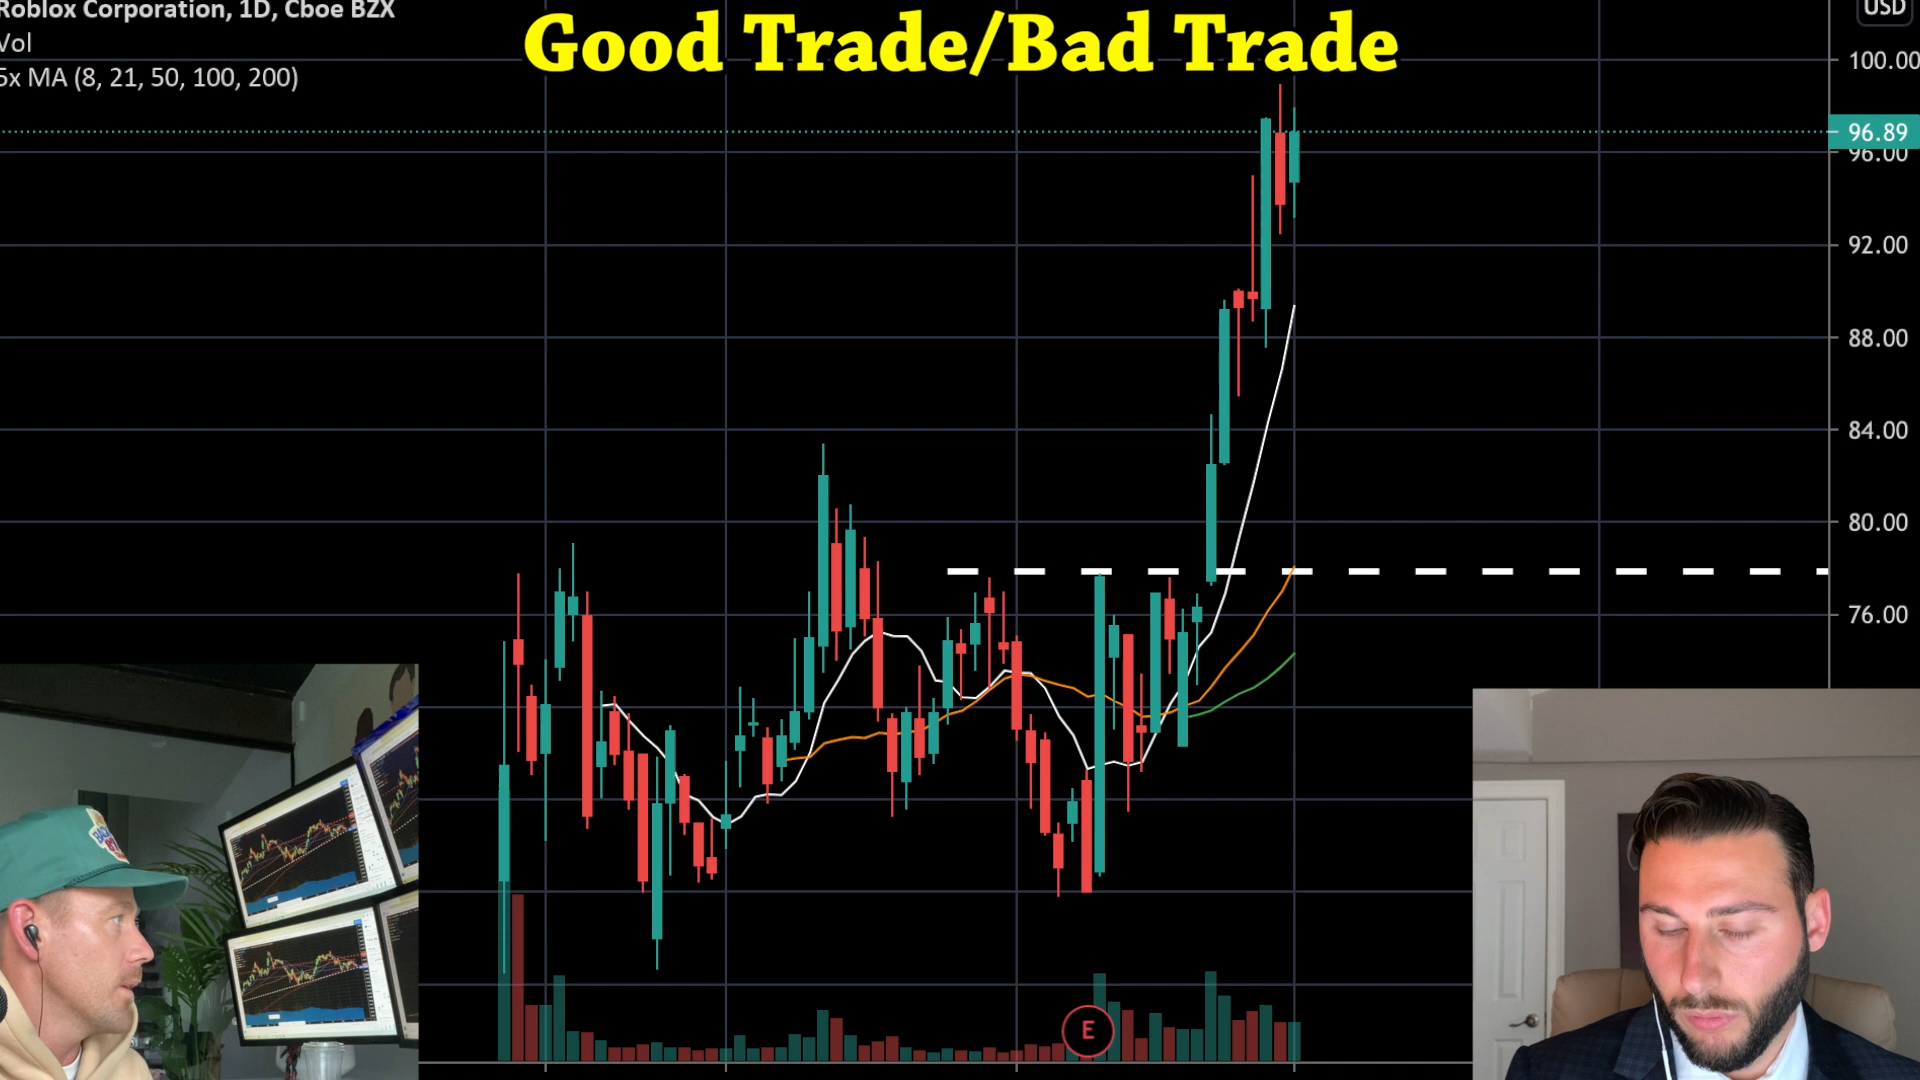 Roblox Corporation, 1D, Cboe BZX
Vol
5x MA (8, 21, 50, 100, 200)
Good Trade/Bad Trade
USD
100.00
96.89
96.00
92.00
88.00
84.00
80.00
76.00
E